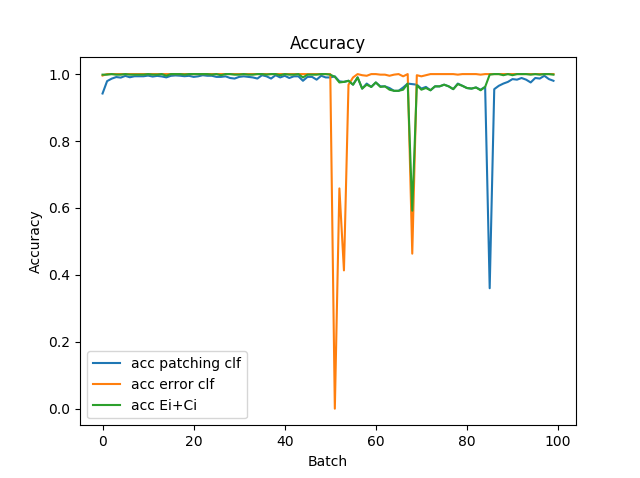 Accuracy
1.0
0.8
0.6
0.4
0.2
0.0
Accuracy
acc patching clf
acc error clf
acc Ei+Ci
0 20 40 60 80 100
Batch